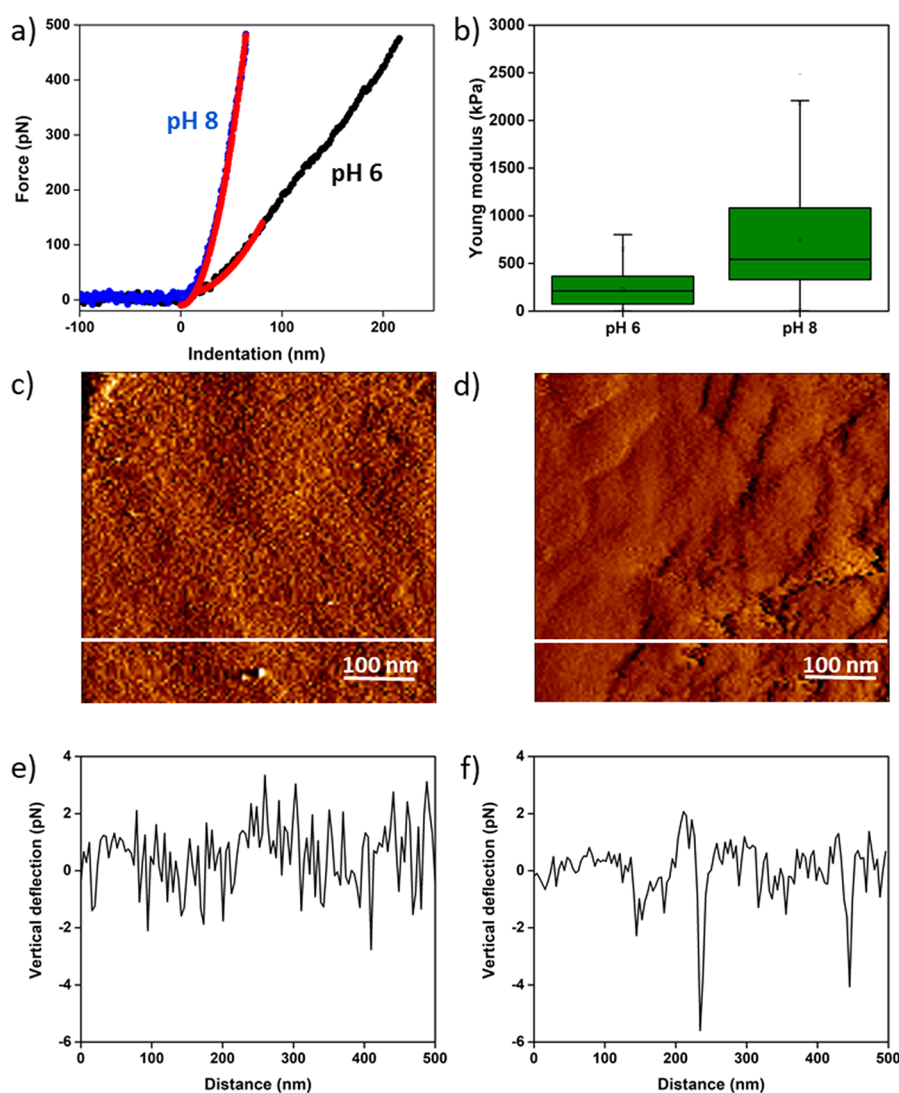 a)
500
400
300
200
100
0
Force (pN)
pH 8
pH 6
-100
0
100
200
Indentation (nm)
b)
3000
2500
2000
1500
1000
500
0
Young modulus (kPa)
pH 6
pH 8
c)
100 nm
d)
100 nm
e)
4
2
0
-2
-4
-6
Vertical deflection (pN)
0
100
200
300
400
500
Distance (nm)
f)
4
2
0
-2
-4
-6
Vertical deflection (pN)
0
100
200
300
400
500
Distance (nm)